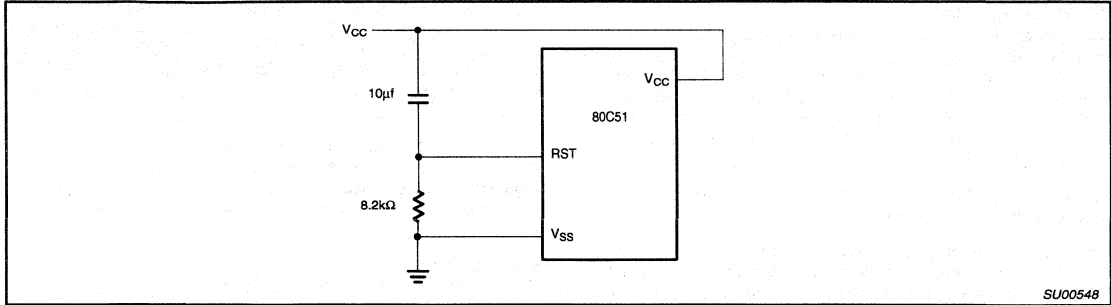 VCC
VCC
10µf
80C51
RST
8.2kΩ
VSS
SU00548